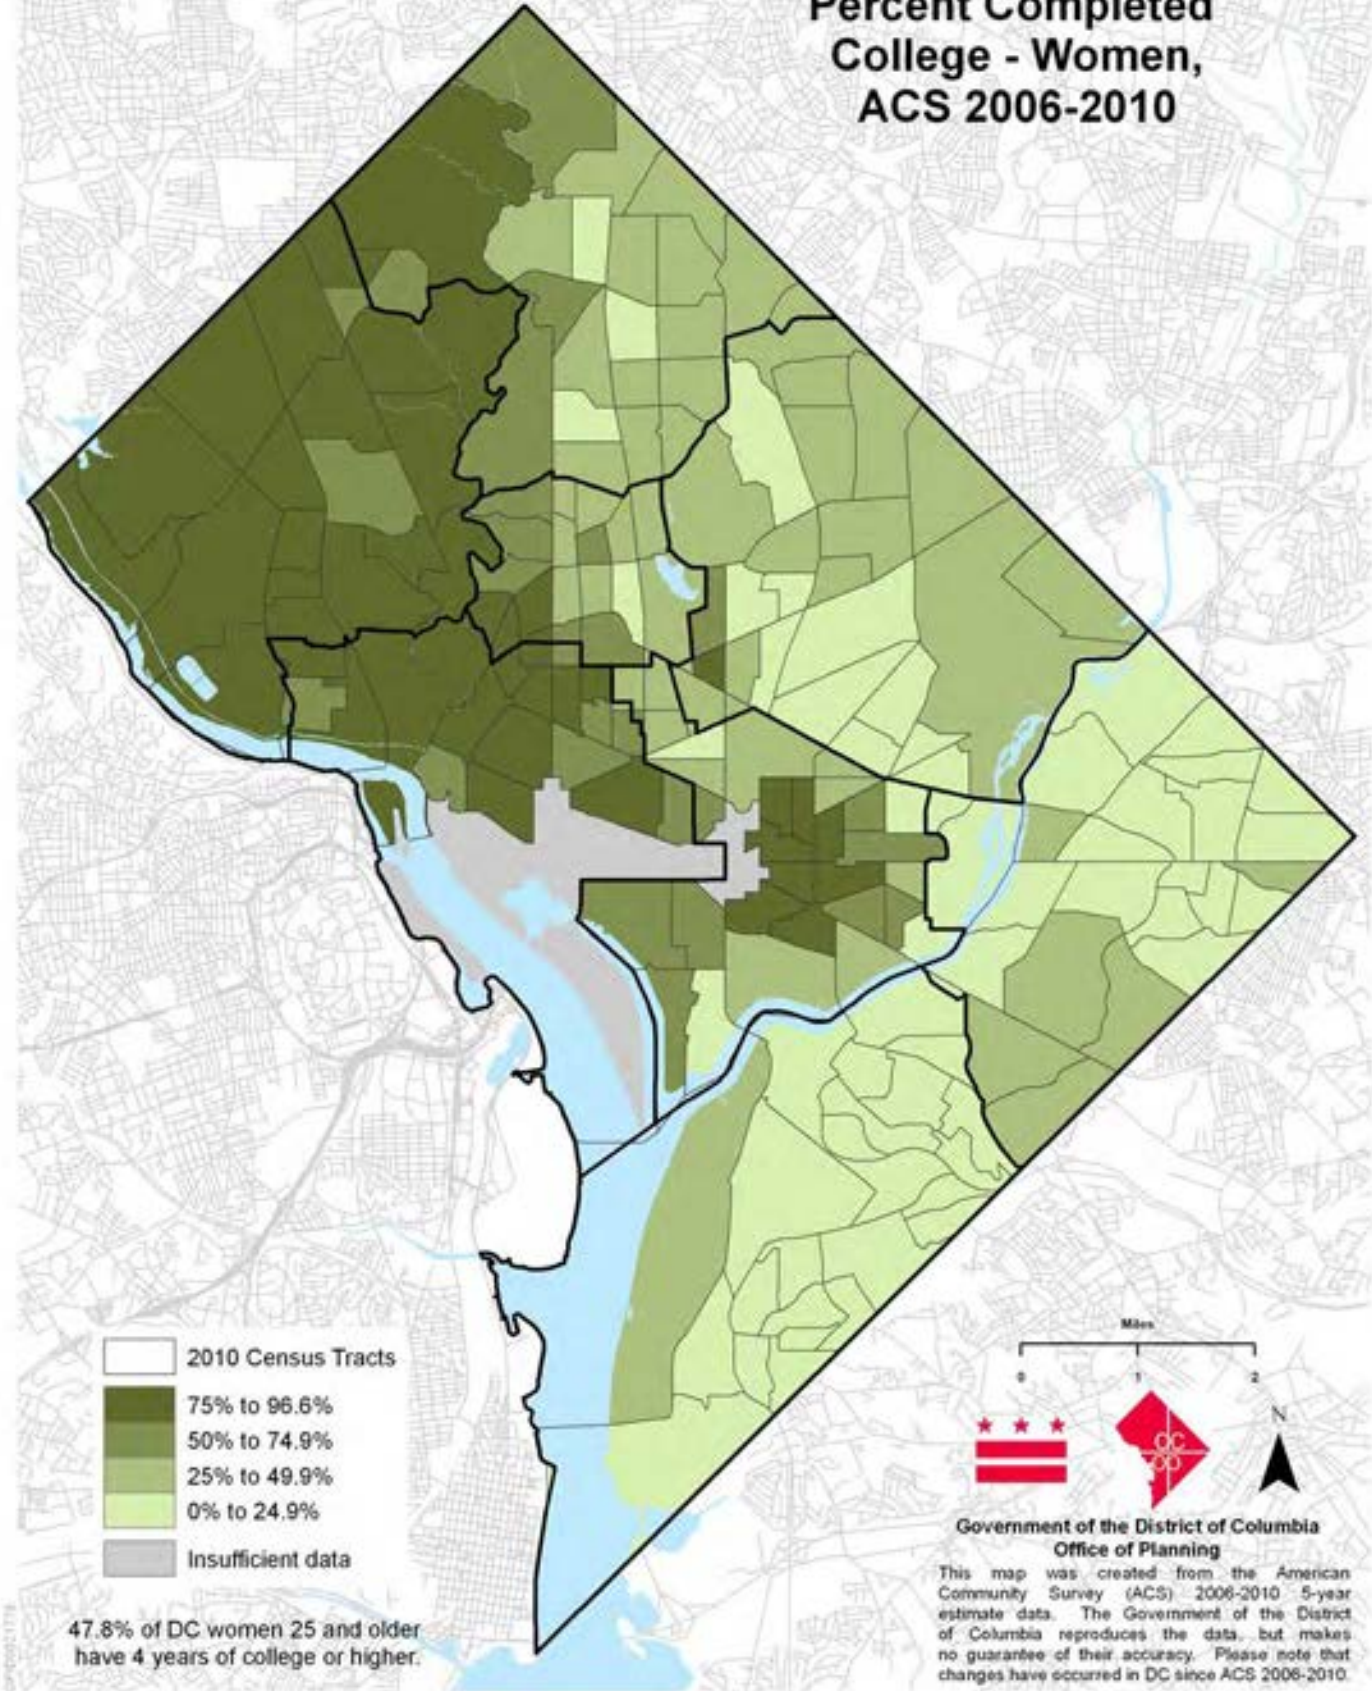 Percent Completed
College - Women,
ACS 2006-2010
2010 Census Tracts
75% to 96.6%
50% to 74.9%
25% to 49.9%
0% to 24.9%
Insufficient data
47.8% of DC women 25 and older
have 4 years of college or higher.
Miles
0 1 2
N
DC
OP
Government of the District of Columbia
Office of Planning
This map was created from the American
Community Survey (ACS) 2006-2010 5-year
estimate data. The Government of the District
of Columbia reproduces the data, but makes
no guarantee of their accuracy. Please note that
changes have occurred in DC since ACS 2006-2010.